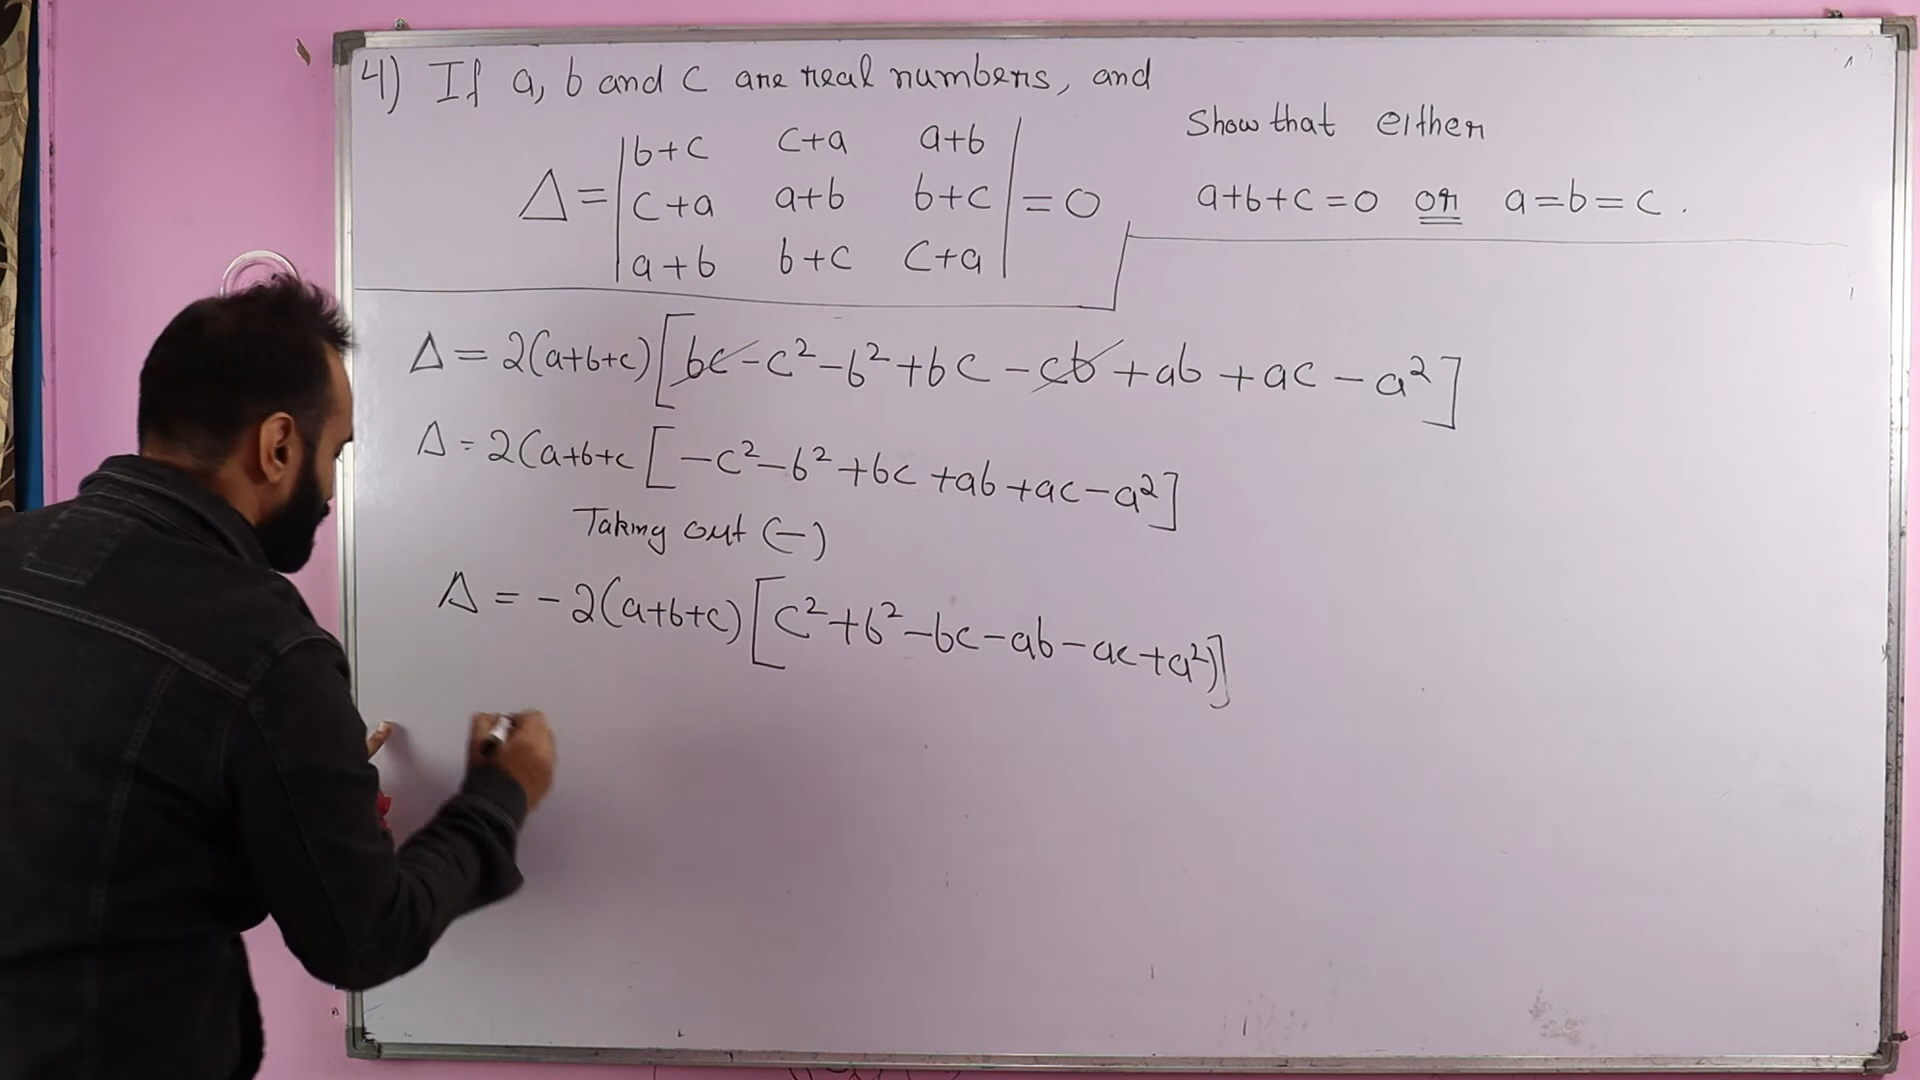 4) If a, b and c are real numbers, and
Δ = | b+c c+a a+b |
| c+a a+b b+c | = 0
| a+b b+c c+a |
Show that either
a+b+c=0 or a=b=c.
Δ = 2(a+b+c)[bc-c²-b²+bc-cb+ab+ac-a²]
Δ = 2(a+b+c[-c²-b²+bc+ab+ac-a²]
Taking out (-)
Δ = -2(a+b+c)[c²+b²-bc-ab-ac+a²)]